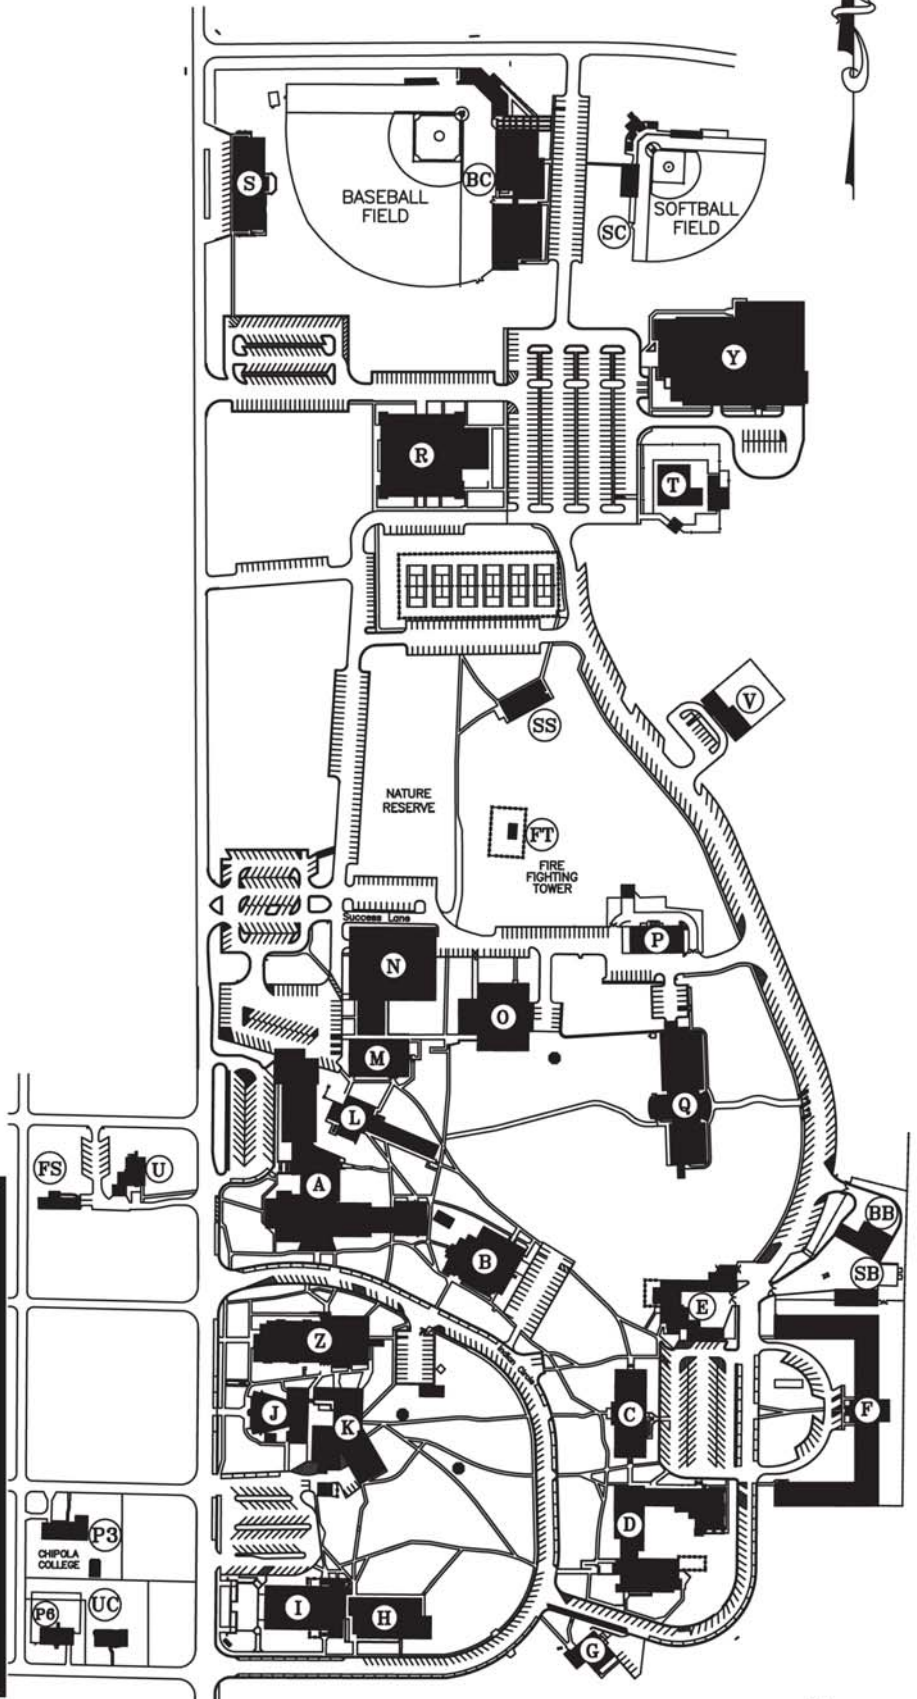 S
BASEBALL
FIELD
BC
SC
SOFTBALL
FIELD
Y
R
T
V
SS
NATURE
RESERVE
FT
FIRE
FIGHTING
TOWER
Success Lane
P
N
O
M
Q
L
FS
U
A
BB
B
SB
E
Z
J
K
C
F
P3
CHIPOLA
COLLEGE
D
P6
UC
I
H
G